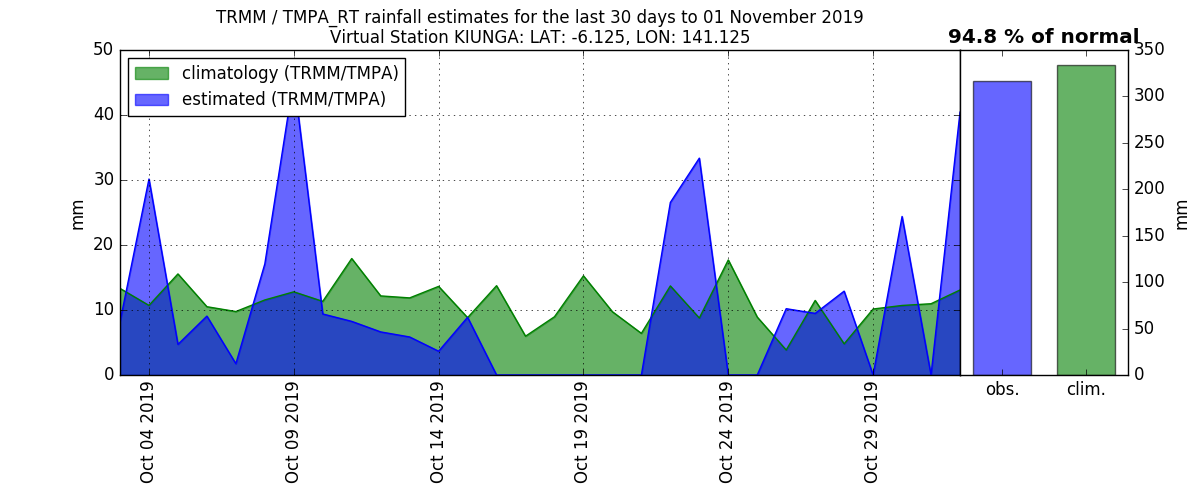 TRMM / TMPA_RT rainfall estimates for the last 30 days to 01 November 2019
Virtual Station KIUNGA: LAT: -6.125, LON: 141.125
94.8 % of normal
climatology (TRMM/TMPA)
estimated (TRMM/TMPA)
50
40
30
20
10
0
mm
Oct 04 2019
Oct 09 2019
Oct 14 2019
Oct 19 2019
Oct 24 2019
Oct 29 2019
obs.
clim.
350
300
250
200
150
100
50
0
mm